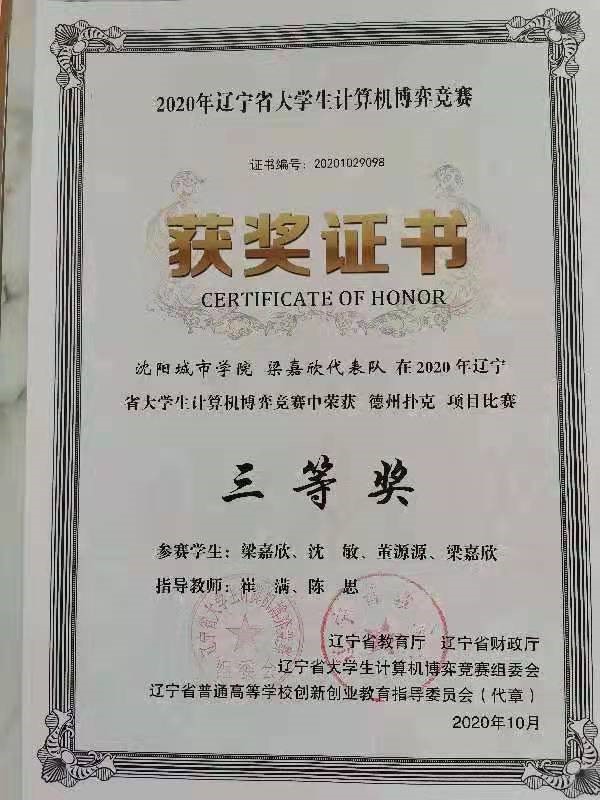 2020年辽宁省大学生计算机博弈竞赛
证书编号：20201029098
获奖证书
CERTIFICATE OF HONOR
沈阳城市学院 梁嘉欣代表队 在2020年辽宁
省大学生计算机博弈竞赛中荣获 德州扑克 项目比赛
三等奖
参赛学生：梁嘉欣、沈 敏、董源源、梁嘉欣
指导教师：崔 满、陈 思
辽宁省教育厅 辽宁省财政厅
辽宁省大学生计算机博弈竞赛组委会
辽宁省普通高等学校创新创业教育指导委员会（代章）
2020年10月